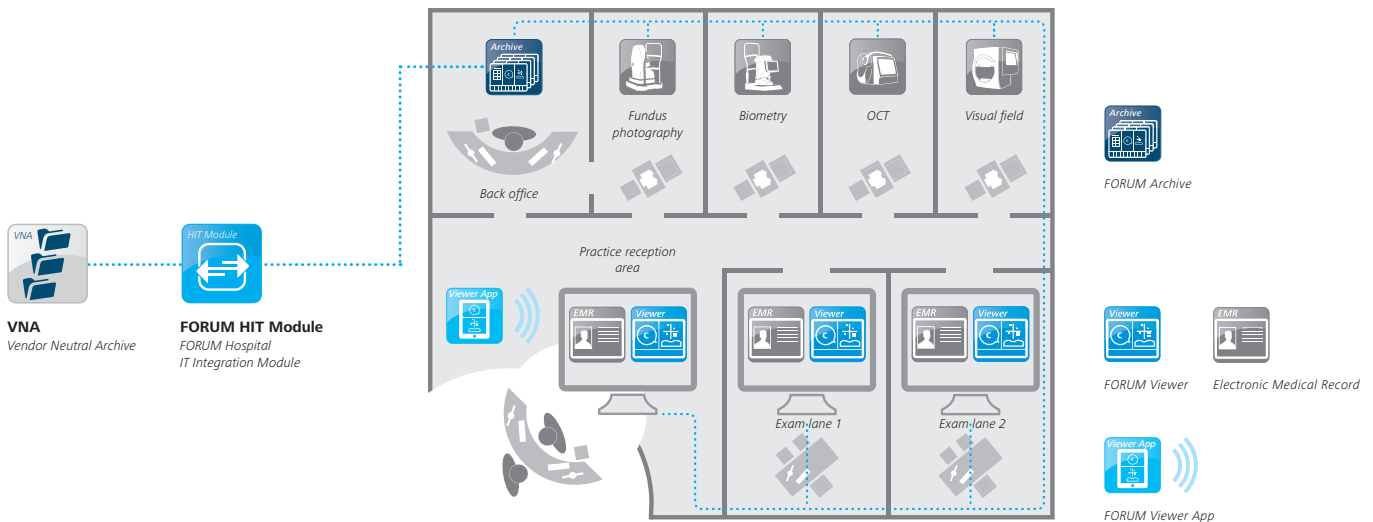 Archive
Fundus
photography
Biometry
OCT
Visual field
Back office
Archive
FORUM Archive
VNA
VNA
Vendor Neutral Archive
HIT Module
FORUM HIT Module
FORUM Hospital
IT Integration Module
Practice reception
area
Viewer App
EMR
Viewer
EMR
Viewer
Exam lane 1
EMR
Viewer
Exam lane 2
Viewer
FORUM Viewer
EMR
Electronic Medical Record
Viewer App
FORUM Viewer App